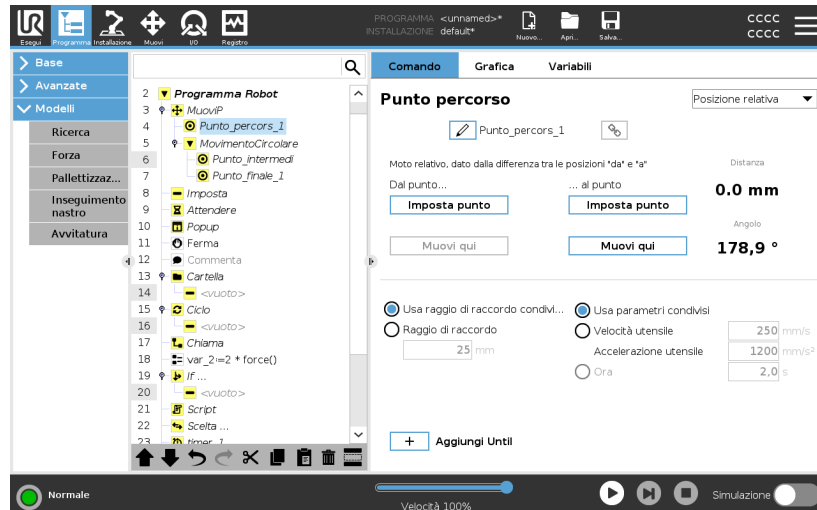 PROGRAMMA <unnamed>*
INSTALLAZIONE default*
cccc
cccc
Esegui
Programma
Installazione
Muovi
I/O
Registro
Nuovo...
Apri...
Salva...
Base
Avanzate
Modelli
Ricerca
Forza
Pallettizzaz...
Inseguimento
nastro
Avvitatura
2 Programma Robot
3 MuoviP
4 Punto_percors_1
5 MovimentoCircolare
6 Punto_intermedi
7 Punto_finale_1
8 Imposta
9 Attendere
10 Popup
11 Ferma
12 Commenta
13 Cartella
14 <vuoto>
15 Ciclo
16 <vuoto>
17 Chiama
18 var_2:=2 * force()
19 If ...
20 <vuoto>
21 Script
22 Scelta ...
23 timer_1
Comando
Grafica
Variabili
Punto percorso
Posizione relativa
Punto_percors_1
Moto relativo, dato dalla differenza tra le posizioni "da" e "a"
Distanza
Dal punto...
... al punto
0.0 mm
Imposta punto
Imposta punto
Angolo
Muovi qui
Muovi qui
178,9 °
Usa raggio di raccordo condivi...
Usa parametri condivisi
Raggio di raccordo
Velocità utensile
250 mm/s
25 mm
Accelerazione utensile
1200 mm/s²
Ora
2,0 s
+ Aggiungi Until
Normale
Velocità 100%
Simulazione